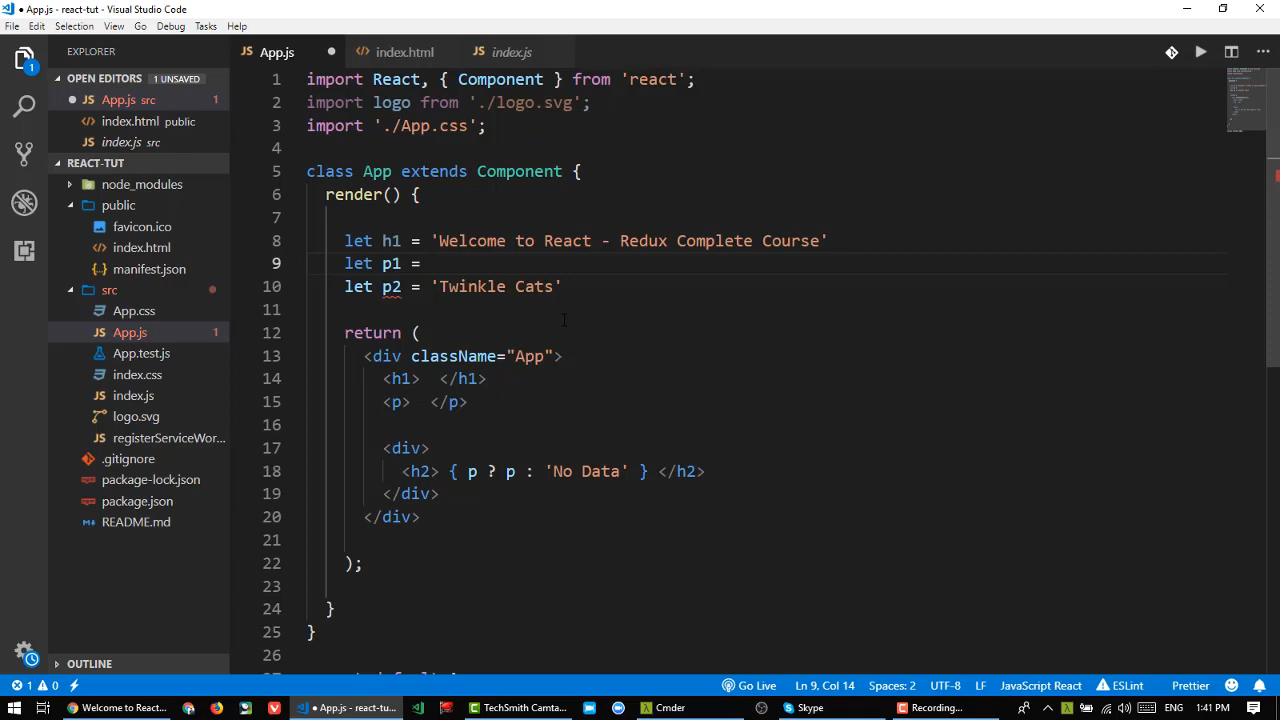 App.js ● react-tut - Visual Studio Code
File Edit Selection View Go Debug Tasks Help
EXPLORER
OPEN EDITORS 1 UNSAVED
App.js src
index.html public
index.js src
REACT-TUT
node_modules
public
favicon.ico
index.html
manifest.json
src
App.css
App.js 1
App.test.js
index.css
index.js
logo.svg
registerServiceWor...
.gitignore
package-lock.json
package.json
README.md
OUTLINE
1
JS App.js ● index.html JS index.js
1 import React, { Component } from 'react';
2 import logo from './logo.svg';
3 import './App.css';
4
5 class App extends Component {
6 render() {
7
8 let h1 = 'Welcome to React - Redux Complete Course'
9 let p1 =
10 let p2 = 'Twinkle Cats'
11
12 return (
13 <div className="App">
14 <h1> </h1>
15 <p> </p>
16
17 <div>
18 <h2> { p ? p : 'No Data' } </h2>
19 </div>
20 </div>
21
22 );
23
24 }
25 }
26
1 0 Go Live Ln 9, Col 14 Spaces: 2 UTF-8 LF JavaScript React ESLint Prettier
Welcome to React... App.js - react-tu... TechSmith Camta... Cmder Skype Recording... 1:41 PM